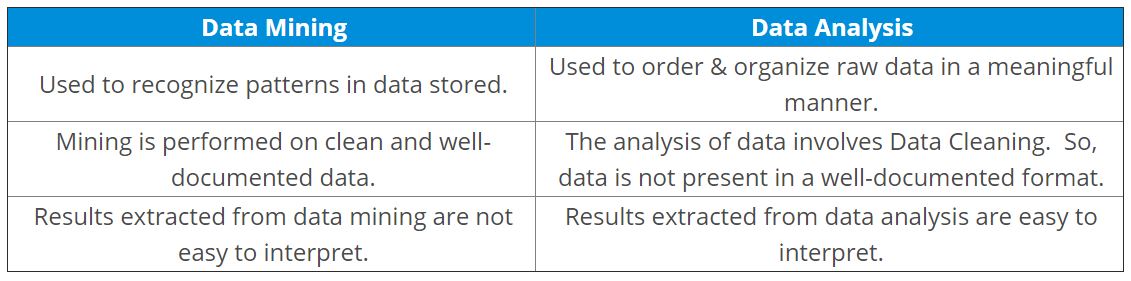 Data Mining
Data Analysis
Used to recognize patterns in data stored.
Used to order & organize raw data in a meaningful
manner.
Mining is performed on clean and well-
documented data.
The analysis of data involves Data Cleaning.  So,
data is not present in a well-documented format.
Results extracted from data mining are not
easy to interpret.
Results extracted from data analysis are easy to
interpret.